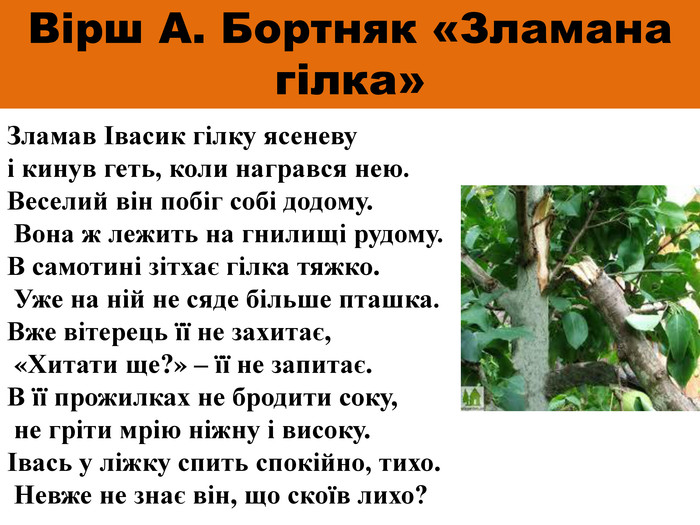 Вірш А. Бортняк «Зламана
гілка»
Зламав Івасик гілку ясеневу
і кинув геть, коли награвся нею.
Веселий він побіг собі додому.
Вона ж лежить на гнилищі рудому.
В самотині зітхає гілка тяжко.
Уже на ній не сяде більше пташка.
Вже вітерець її не захитає,
«Хитати ще?» – її не запитає.
В її прожилках не бродити соку,
не гріти мрію ніжну і високу.
Івась у ліжку спить спокійно, тихо.
Невже не знає він, що скоїв лихо?